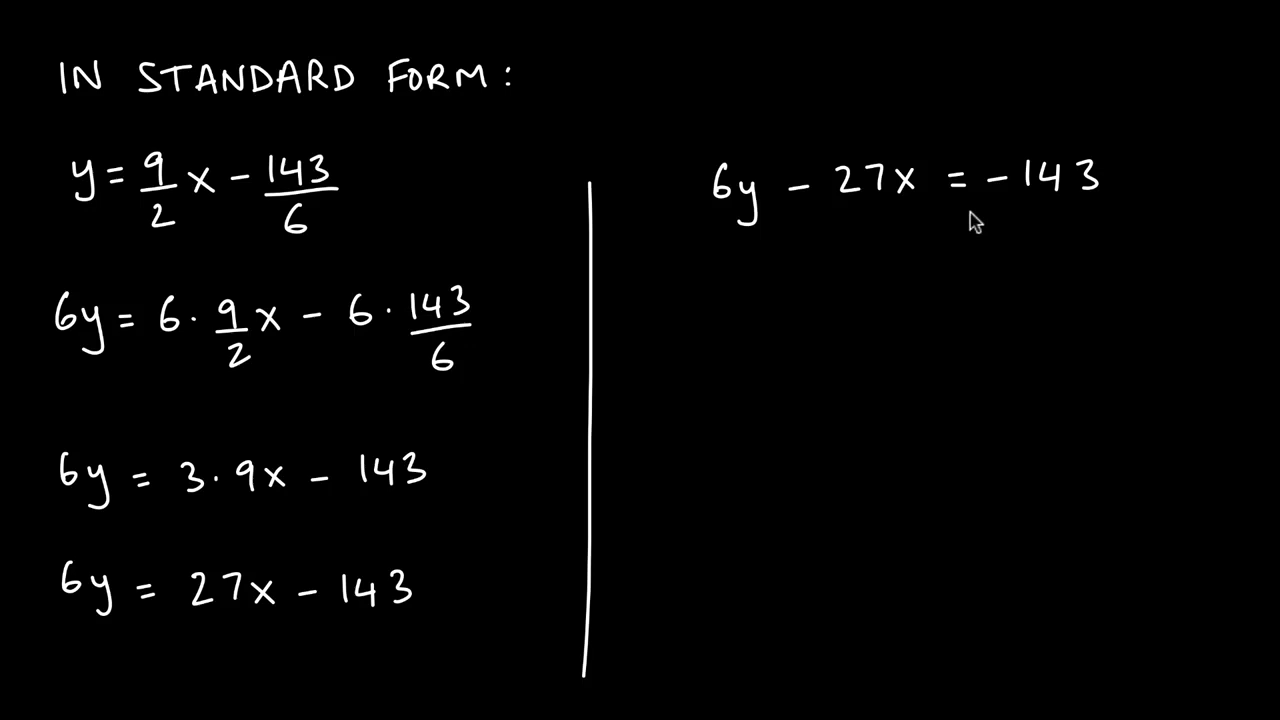 IN STANDARD FORM:
y = 9/2 x - 143/6
6y = 6 · 9/2 x - 6 · 143/6
6y = 3 · 9x - 143
6y = 27x - 143
6y - 27x = -143